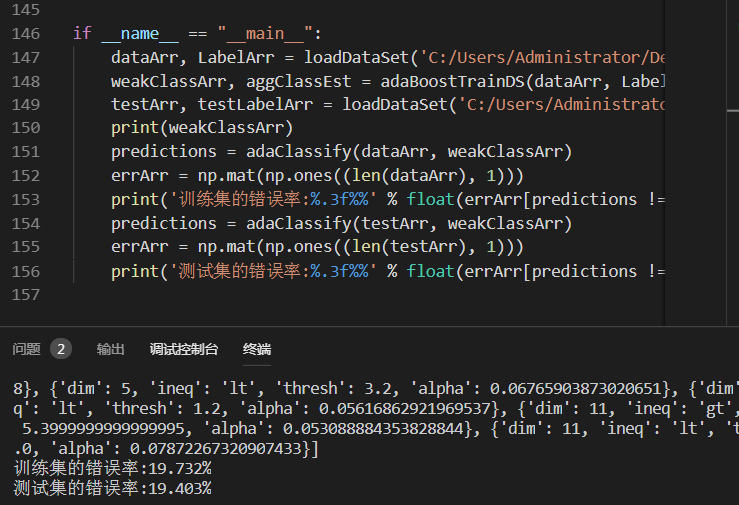 145
146 if __name__ == "__main__":
147 dataArr, LabelArr = loadDataSet('C:/Users/Administrator/De
148 weakClassArr, aggClassEst = adaBoostTrainDS(dataArr, Label
149 testArr, testLabelArr = loadDataSet('C:/Users/Administrato
150 print(weakClassArr)
151 predictions = adaClassify(dataArr, weakClassArr)
152 errArr = np.mat(np.ones((len(dataArr), 1)))
153 print('训练集的错误率:%.3f%%' % float(errArr[predictions !=
154 predictions = adaClassify(testArr, weakClassArr)
155 errArr = np.mat(np.ones((len(testArr), 1)))
156 print('测试集的错误率:%.3f%%' % float(errArr[predictions !=
157
问题 2 输出 调试控制台 终端
8}, {'dim': 5, 'ineq': 'lt', 'thresh': 3.2, 'alpha': 0.06765903873020651}, {'dim'
q': 'lt', 'thresh': 1.2, 'alpha': 0.05616862921969537}, {'dim': 11, 'ineq': 'gt',
5.3999999999999995, 'alpha': 0.053088884353828844}, {'dim': 11, 'ineq': 'lt', 't
.0, 'alpha': 0.07872267320907433}]
训练集的错误率:19.732%
测试集的错误率:19.403%